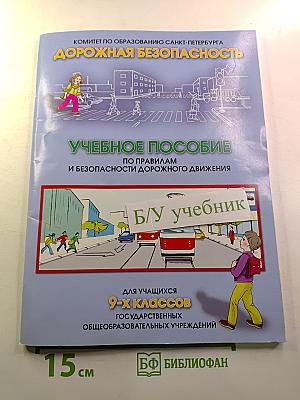 КОМИТЕТ ПО ОБРАЗОВАНИЮ САНКТ-ПЕТЕРБУРГА
ДОРОЖНАЯ БЕЗОПАСНОСТЬ
УЧЕБНОЕ ПОСОБИЕ
ПО ПРАВИЛАМ
И БЕЗОПАСНОСТИ ДОРОЖНОГО ДВИЖЕНИЯ
Б/У учебник
ДЛЯ УЧАЩИХСЯ
9-х КЛАССОВ
ГОСУДАРСТВЕННЫХ
ОБЩЕОБРАЗОВАТЕЛЬНЫХ УЧРЕЖДЕНИЙ
15 см
БФ БИБЛИОФАН